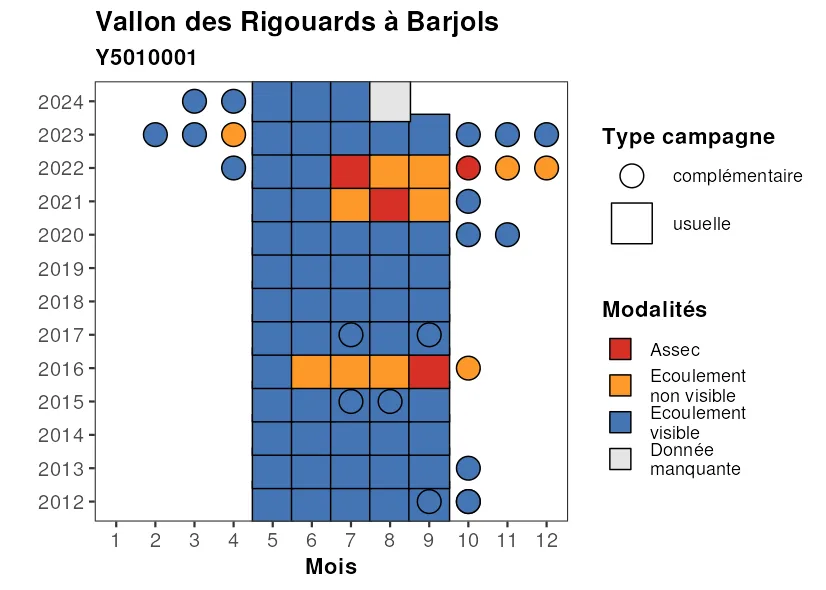 Vallon des Rigouards à Barjols
Y5010001
2024
2023
2022
2021
2020
2019
2018
2017
2016
2015
2014
2013
2012
1 2 3 4 5 6 7 8 9 10 11 12
Mois
Type campagne
complémentaire
usuelle
Modalités
Assec
Ecoulement
non visible
Ecoulement
visible
Donnée
manquante